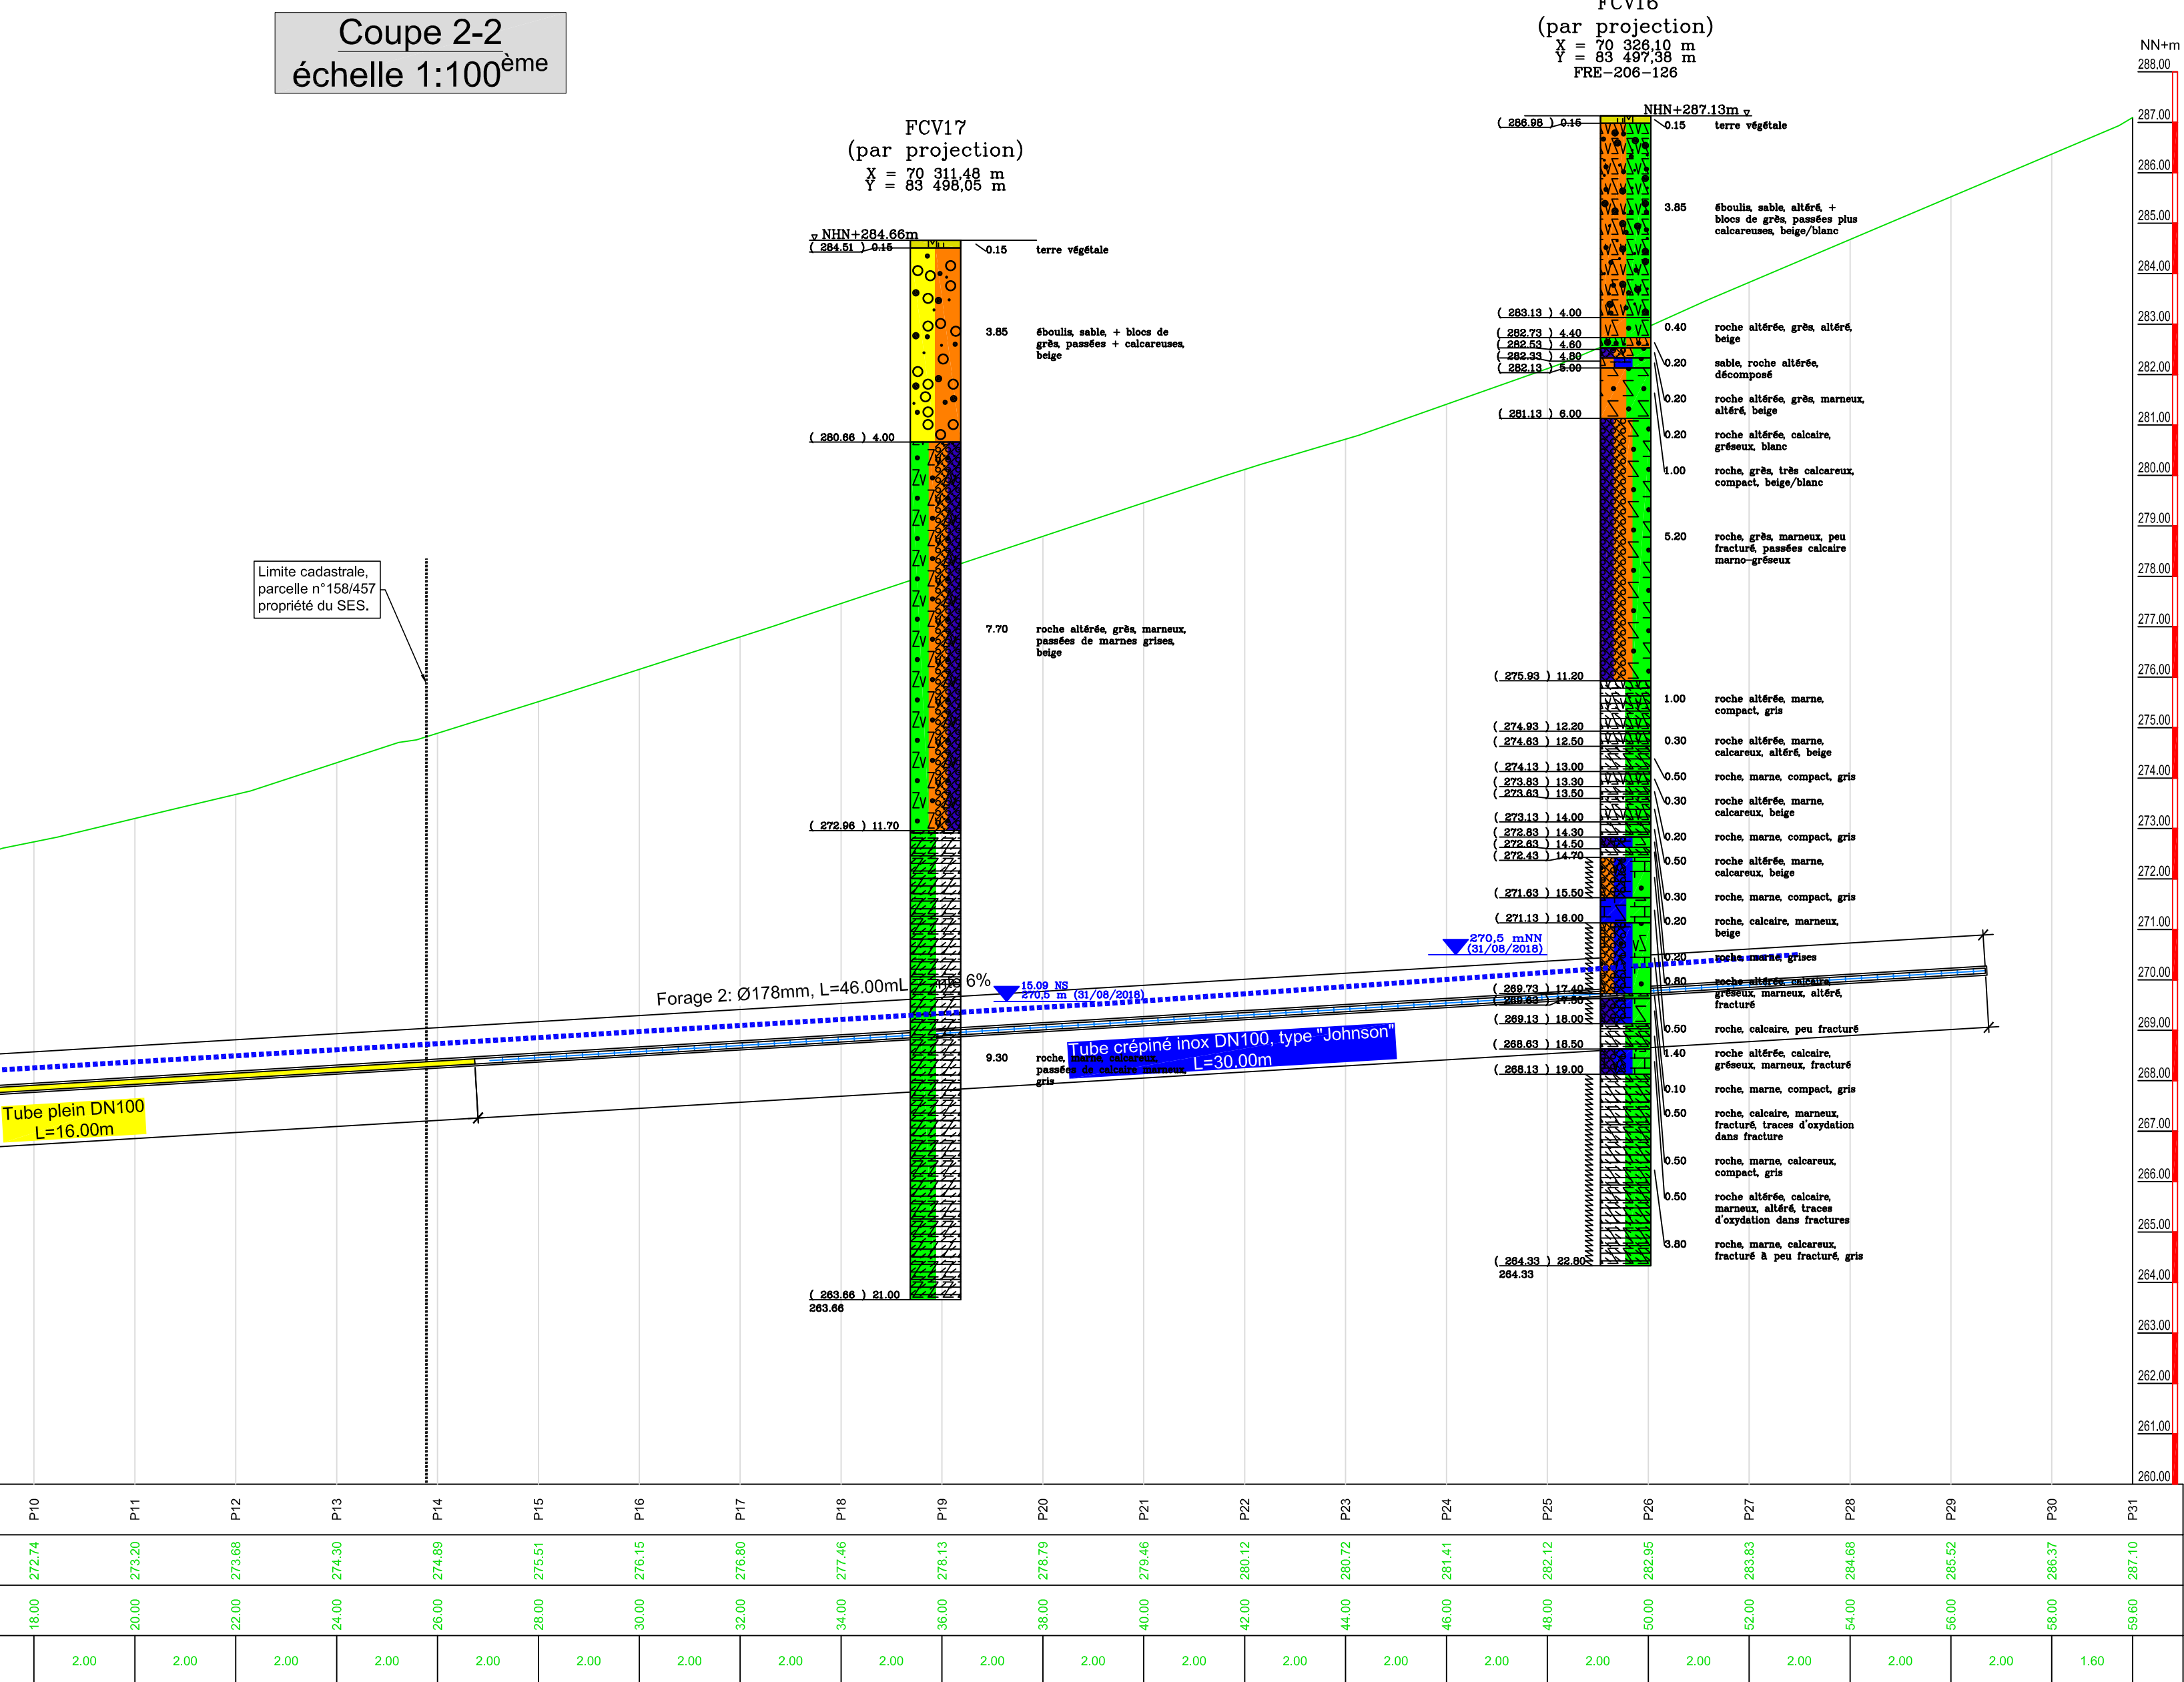 Coupe 2-2
échelle 1:100ème
FCV17
(par projection)
X = 70 311,48 m
Y = 83 498,05 m
NHN+284.66m
( 284.51 ) 0.15
( 280.66 ) 4.00
( 272.96 ) 11.70
( 263.66 ) 21.00
263.66
0.15 terre végétale
3.85 éboulis, sable, + blocs de
grès, passées + calcareuses,
beige
7.70 roche altérée, grès, marneux,
passées de marnes grises,
beige
9.30 roche, marne, calcareux,
passées de calcaire marneux,
gris
FCV16
(par projection)
X = 70 326,10 m
Y = 83 497,38 m
FRE-206-126
NHN+287.13m
( 286.98 ) 0.15
( 283.13 ) 4.00
( 282.73 ) 4.40
( 282.53 ) 4.60
( 282.33 ) 4.80
( 282.13 ) 5.00
( 281.13 ) 6.00
( 275.93 ) 11.20
( 274.93 ) 12.20
( 274.63 ) 12.50
( 274.13 ) 13.00
( 273.83 ) 13.30
( 273.63 ) 13.50
( 273.13 ) 14.00
( 272.83 ) 14.30
( 272.63 ) 14.50
( 272.43 ) 14.70
( 271.63 ) 15.50
( 271.13 ) 16.00
( 269.73 ) 17.40
( 269.63 ) 17.50
( 269.13 ) 18.00
( 268.63 ) 18.50
( 268.13 ) 19.00
( 264.33 ) 22.80
264.33
0.15 terre végétale
3.85 éboulis, sable, altéré, +
blocs de grès, passées plus
calcareuses, beige/blanc
0.40 roche altérée, grès, altéré,
beige
0.20 sable, roche altérée,
décomposé
0.20 roche altérée, grès, marneux,
altéré, beige
0.20 roche altérée, calcaire,
gréseux, blanc
1.00 roche, grès, très calcareux,
compact, beige/blanc
5.20 roche, grès, marneux, peu
fracturé, passées calcaire
marno-gréseux
1.00 roche altérée, marne,
compact, gris
0.30 roche altérée, marne,
calcareux, altéré, beige
0.50 roche, marne, compact, gris
0.30 roche altérée, marne,
calcareux, beige
0.20 roche, marne, compact, gris
0.50 roche altérée, marne,
calcareux, beige
0.30 roche, marne, compact, gris
0.20 roche, calcaire, marneux,
beige
0.20 roche, marne, grises
0.80 roche altérée, calcaire,
gréseux, marneux, altéré,
fracturé
0.50 roche, calcaire, peu fracturé
1.40 roche altérée, calcaire,
gréseux, marneux, fracturé
0.10 roche, marne, compact, gris
0.50 roche, calcaire, marneux,
fracturé, traces d'oxydation
dans fracture
0.50 roche, marne, calcareux,
compact, gris
0.50 roche altérée, calcaire,
marneux, altéré, traces
d'oxydation dans fractures
3.80 roche, marne, calcareux,
fracturé à peu fracturé, gris
Limite cadastrale,
parcelle n°158/457
propriété du SES.
Forage 2: Ø178mm, L=46.00mL 6%
15.09 NS
270,5 m (31/08/2018)
270,5 mNN
(31/08/2018)
Tube crépiné inox DN100, type "Johnson"
L=30.00m
Tube plein DN100
L=16.00m
NN+m
288.00
287.00
286.00
285.00
284.00
283.00
282.00
281.00
280.00
279.00
278.00
277.00
276.00
275.00
274.00
273.00
272.00
271.00
270.00
269.00
268.00
267.00
266.00
265.00
264.00
263.00
262.00
261.00
260.00
P10 P11 P12 P13 P14 P15 P16 P17 P18 P19 P20 P21 P22 P23 P24 P25 P26 P27 P28 P29 P30 P31
272.74 273.20 273.68 274.30 274.89 275.51 276.15 276.80 277.46 278.13 278.79 279.46 280.12 280.72 281.41 282.12 282.95 283.83 284.68 285.52 286.37 287.10
18.00 20.00 22.00 24.00 26.00 28.00 30.00 32.00 34.00 36.00 38.00 40.00 42.00 44.00 46.00 48.00 50.00 52.00 54.00 56.00 58.00 59.60
2.00 2.00 2.00 2.00 2.00 2.00 2.00 2.00 2.00 2.00 2.00 2.00 2.00 2.00 2.00 2.00 2.00 2.00 2.00 2.00 1.60